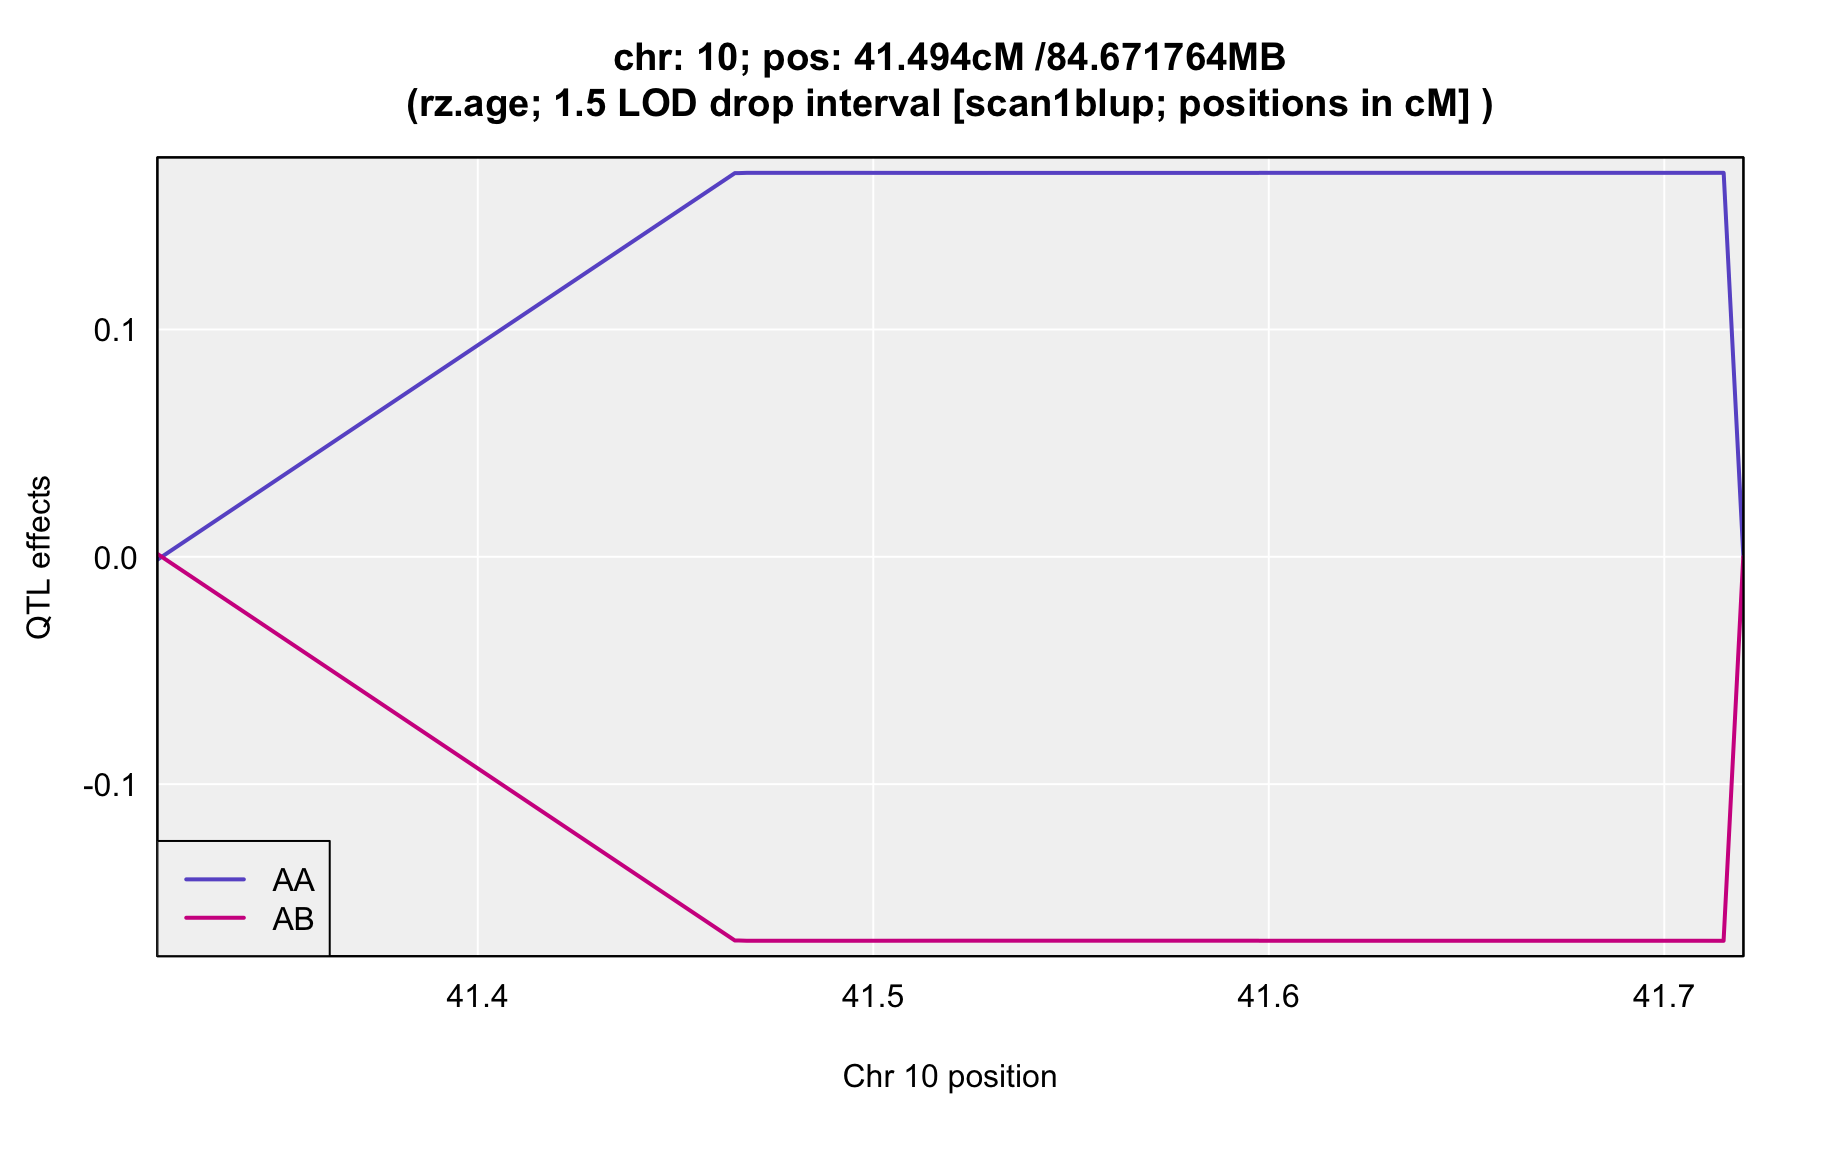 chr: 10; pos: 41.494cM /84.671764MB
(rz.age; 1.5 LOD drop interval [scan1blup; positions in cM] )
QTL effects
0.1
0.0
-0.1
AA
AB
41.4 41.5 41.6 41.7
Chr 10 position